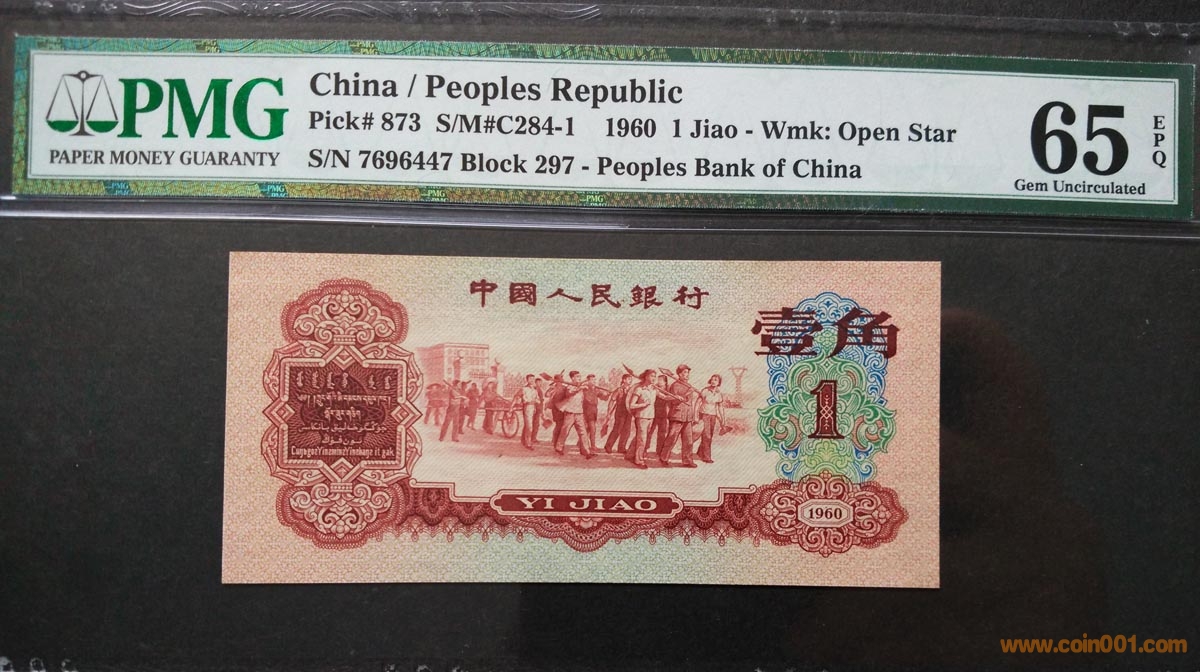 PMG
PAPER MONEY GUARANTY
China / Peoples Republic
Pick# 873 S/M#C284-1 1960 1 Jiao - Wmk: Open Star
S/N 7696447 Block 297 - Peoples Bank of China
65
EPQ
Gem Uncirculated
中國人民銀行
壹角
1
YI JIAO
1960
www.coin001.com